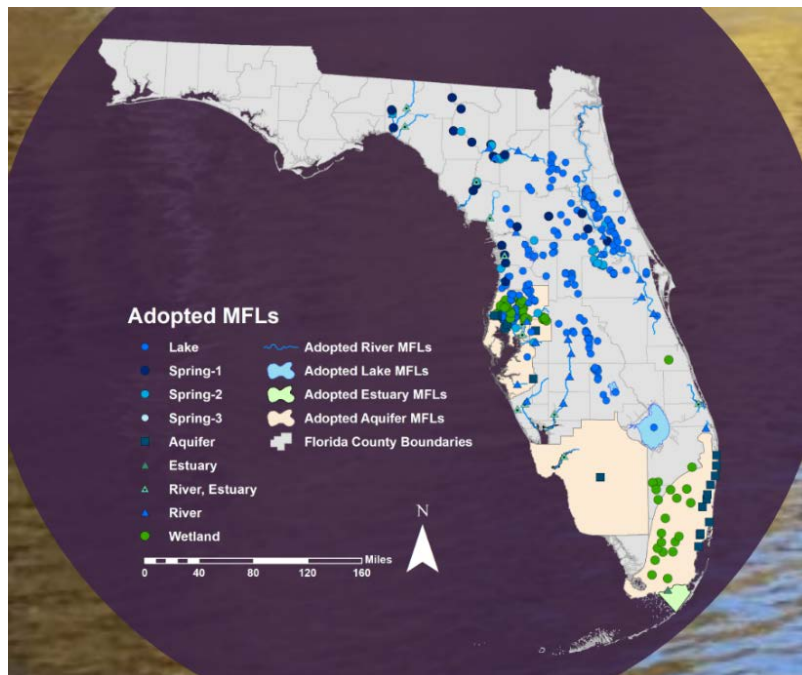 Adopted MFLs
Lake
Spring-1
Spring-2
Spring-3
Aquifer
Estuary
River, Estuary
River
Wetland
Adopted River MFLs
Adopted Lake MFLs
Adopted Estuary MFLs
Adopted Aquifer MFLs
Florida County Boundaries
N
Miles
0 40 80 120 160